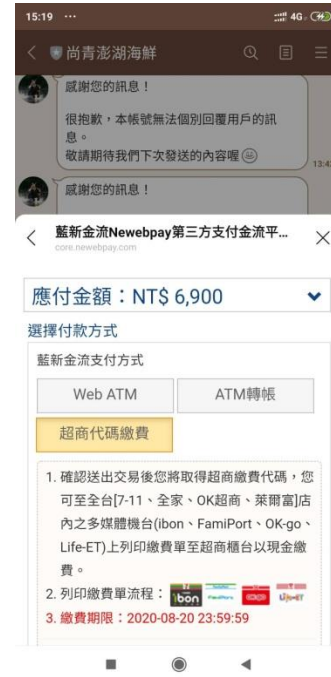 15:19 ...
4G
尚青澎湖海鮮
感謝您的訊息！
很抱歉，本帳號無法個別回覆用戶的訊
息。
敬請期待我們下次發送的內容喔
感謝您的訊息！
藍新金流Newebpay第三方支付金流平...
core.newebpay.com
應付金額：NT$ 6,900
選擇付款方式
藍新金流支付方式
Web ATM
ATM轉帳
超商代碼繳費
1. 確認送出交易後您將取得超商繳費代碼，您
可至全台[7-11、全家、OK超商、萊爾富]店
內之多媒體機台(ibon、FamiPort、OK-go、
Life-ET)上列印繳費單至超商櫃台以現金繳
費。
2. 列印繳費單流程：
ibon
FamiPort
Life-ET
3. 繳費期限：2020-08-20 23:59:59